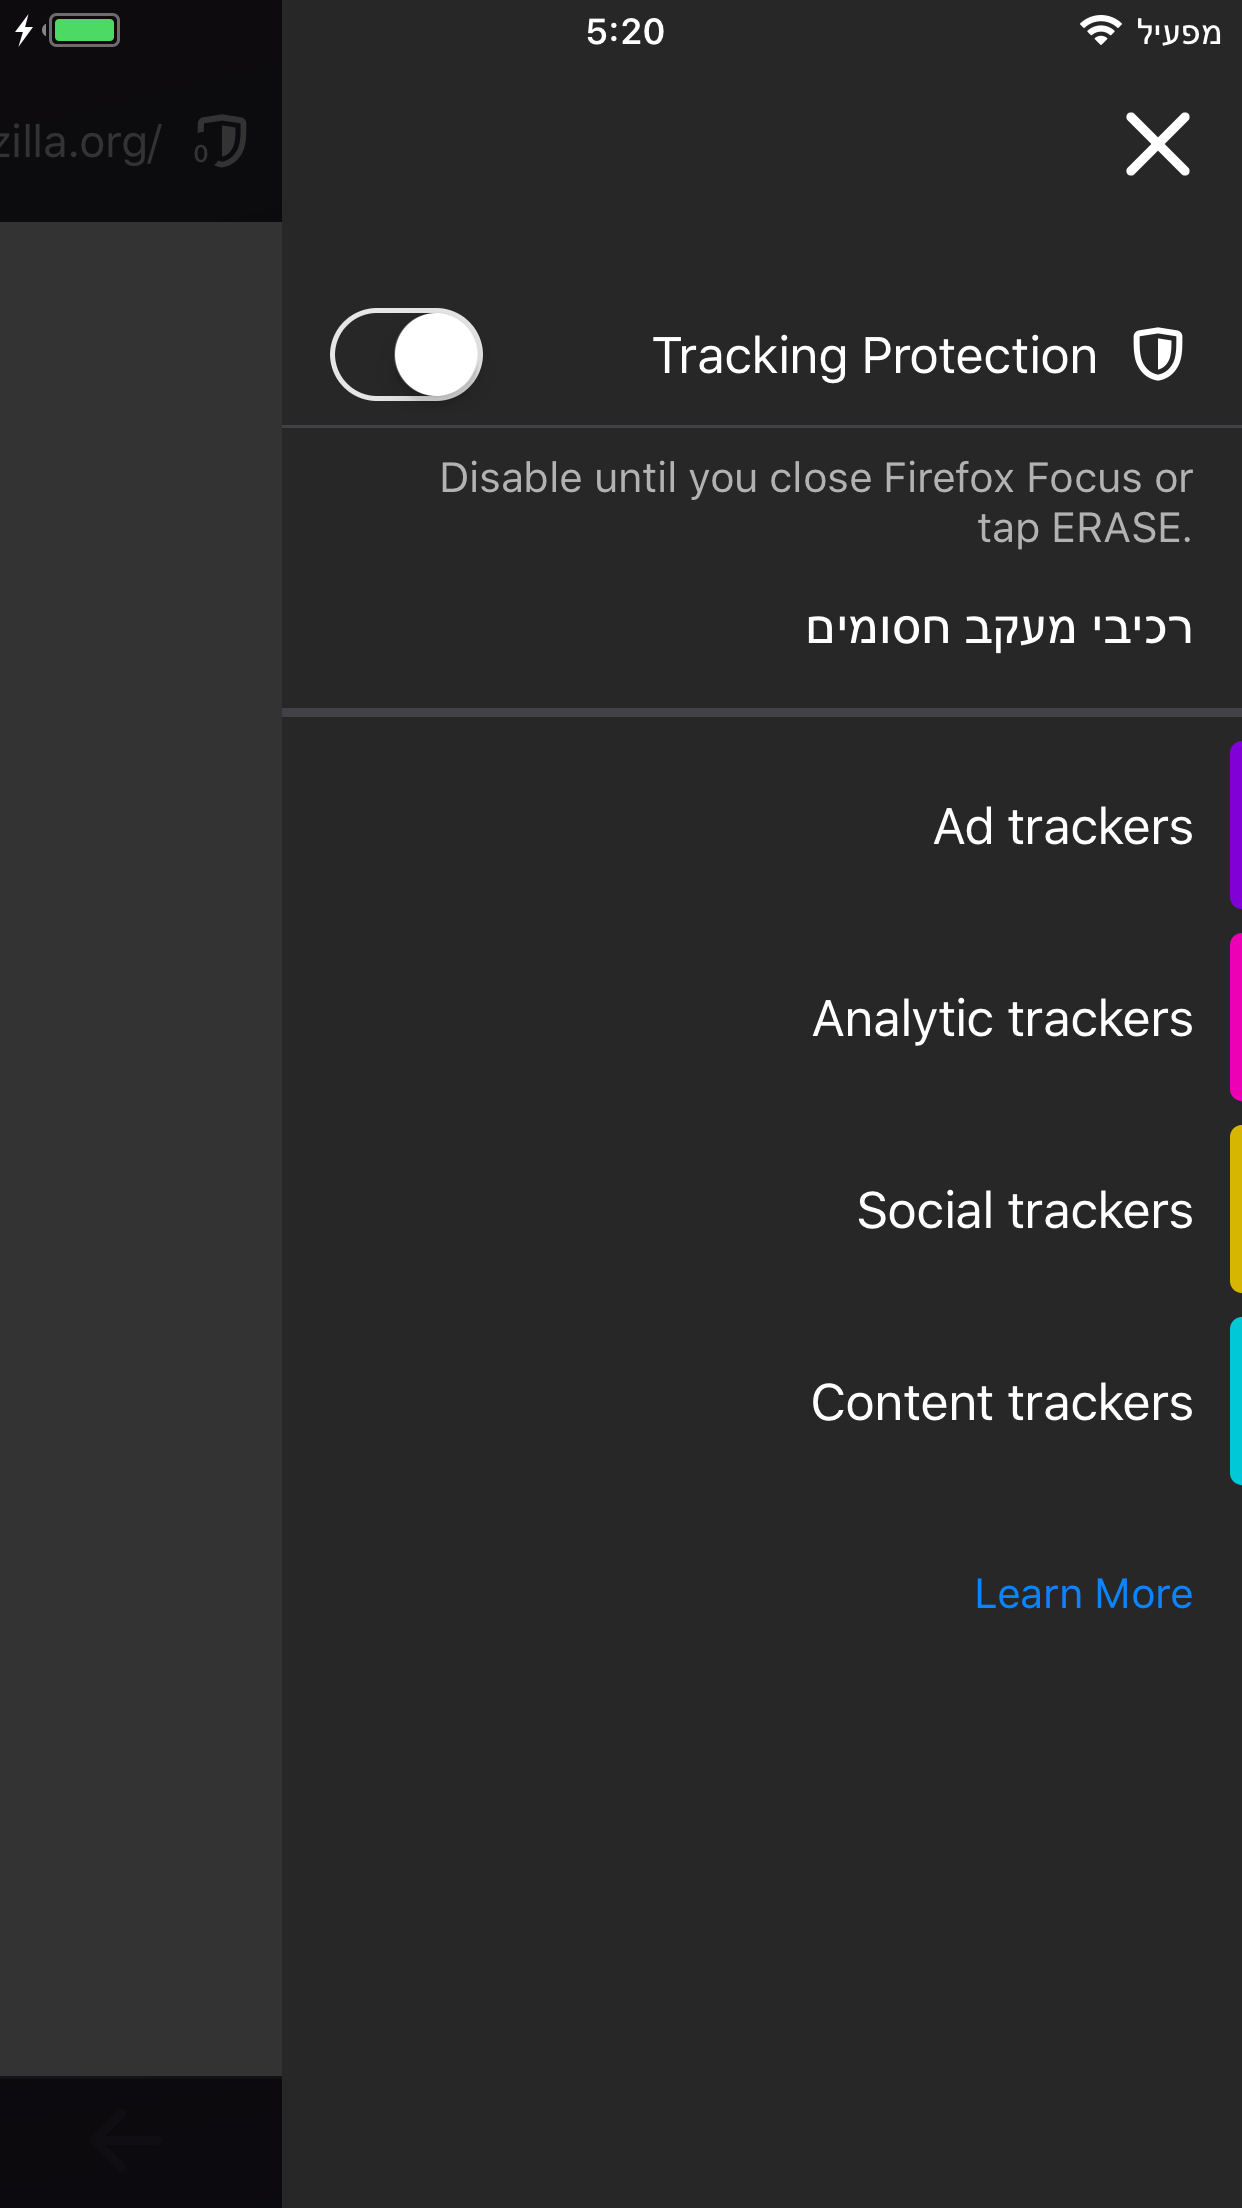 5:20
מפעיל
zilla.org/
0
Tracking Protection
Disable until you close Firefox Focus or
tap ERASE.
רכיבי מעקב חסומים
Ad trackers
Analytic trackers
Social trackers
Content trackers
Learn More